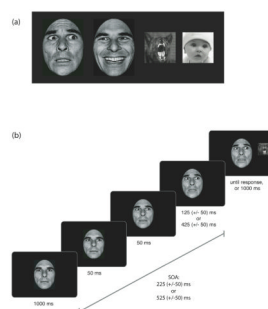 (a)
(b)
until response,
or 1000 ms
125 (+/- 50) ms
or
425 (+/- 50) ms
50 ms
50 ms
1000 ms
SOA:
225 (+/-50) ms
or
525 (+/-50) ms